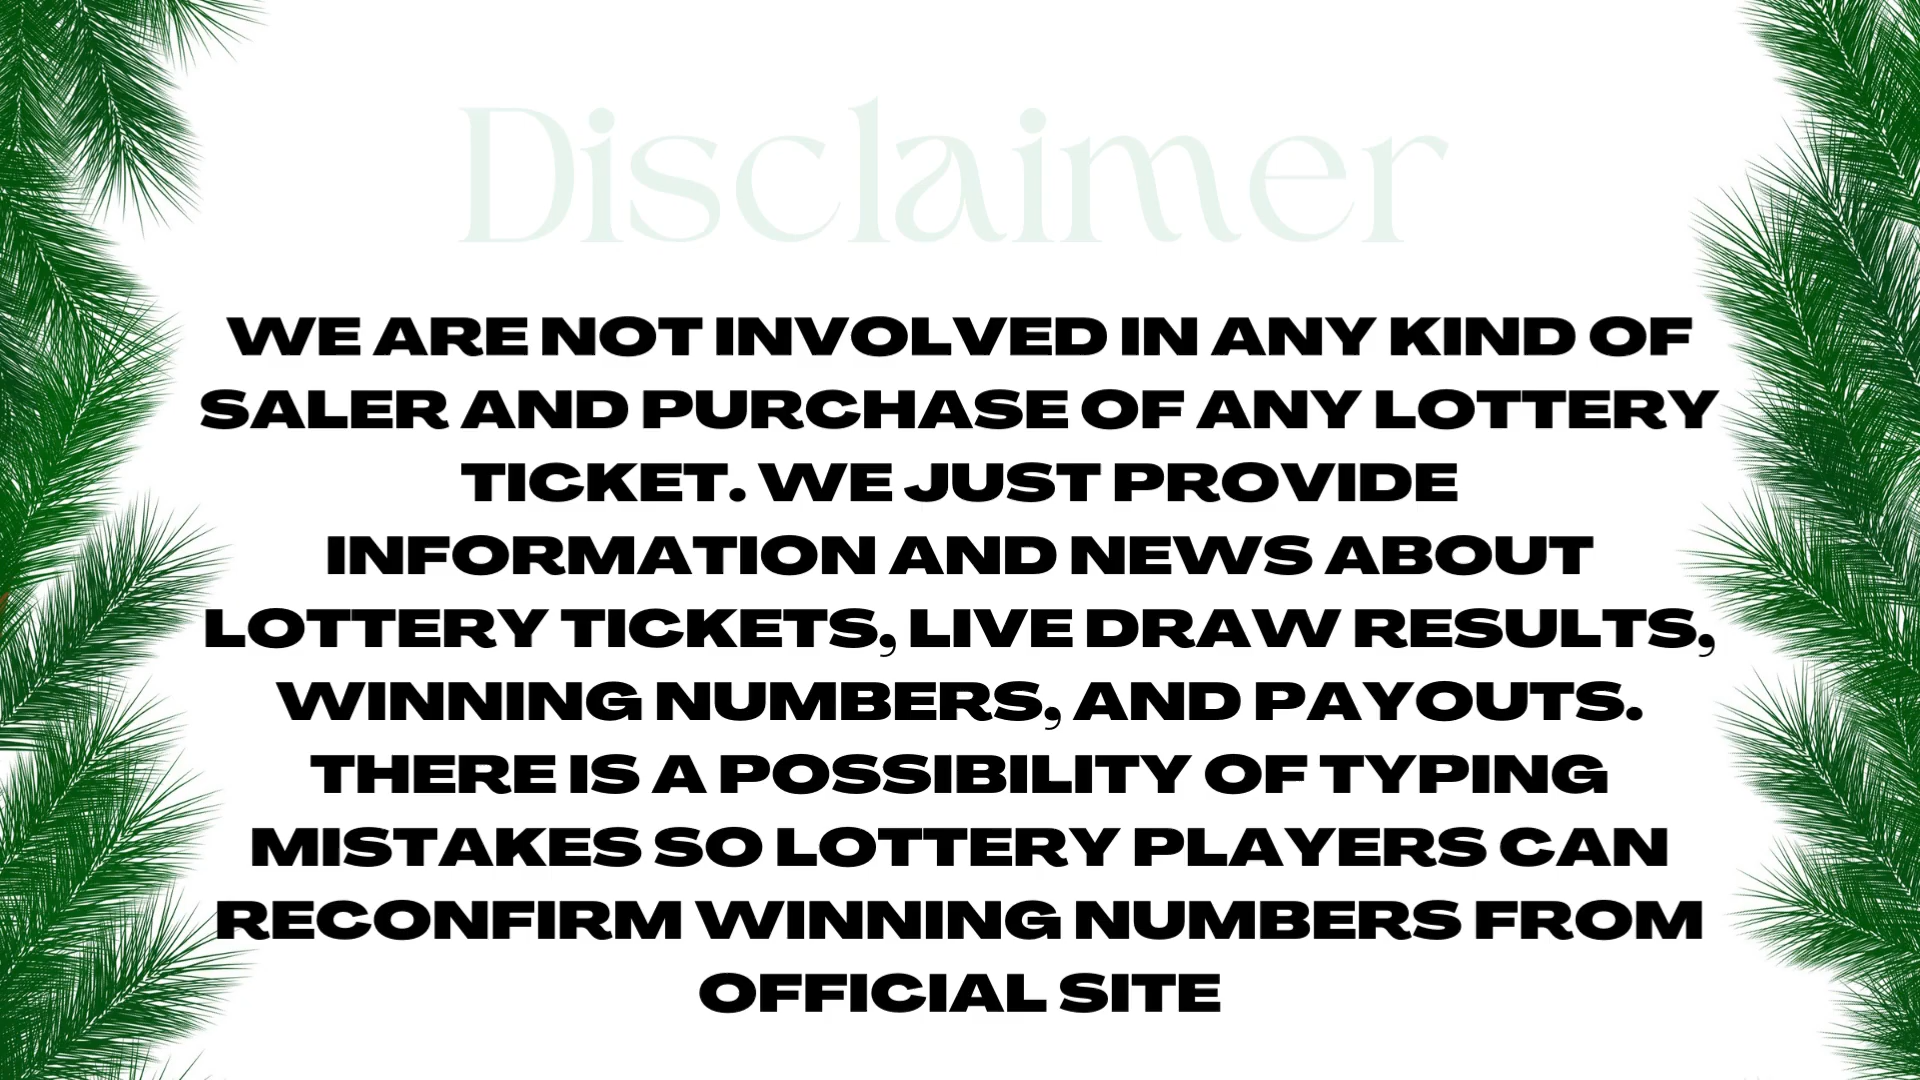 Disclaimer
WE ARE NOT INVOLVED IN ANY KIND OF
SALER AND PURCHASE OF ANY LOTTERY
TICKET. WE JUST PROVIDE
INFORMATION AND NEWS ABOUT
LOTTERY TICKETS, LIVE DRAW RESULTS,
WINNING NUMBERS, AND PAYOUTS.
THERE IS A POSSIBILITY OF TYPING
MISTAKES SO LOTTERY PLAYERS CAN
RECONFIRM WINNING NUMBERS FROM
OFFICIAL SITE